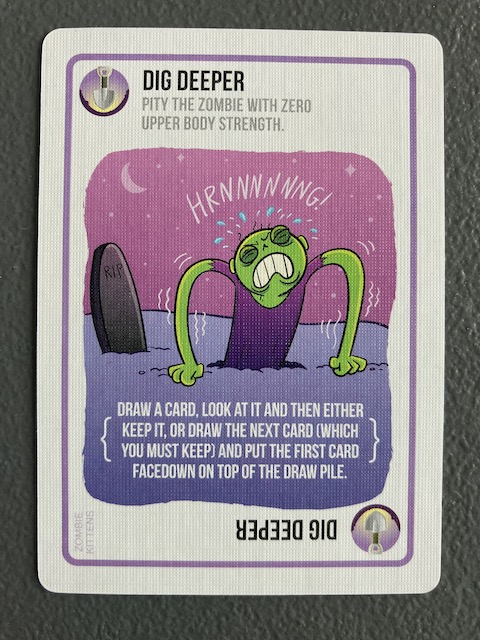 DIG DEEPER
PITY THE ZOMBIE WITH ZERO
UPPER BODY STRENGTH.
HRNNNNNNG!
R.I.P
DRAW A CARD, LOOK AT IT AND THEN EITHER
KEEP IT, OR DRAW THE NEXT CARD (WHICH
YOU MUST KEEP) AND PUT THE FIRST CARD
FACEDOWN ON TOP OF THE DRAW PILE.
ZOMBIE
KITTENS
DIG DEEPER